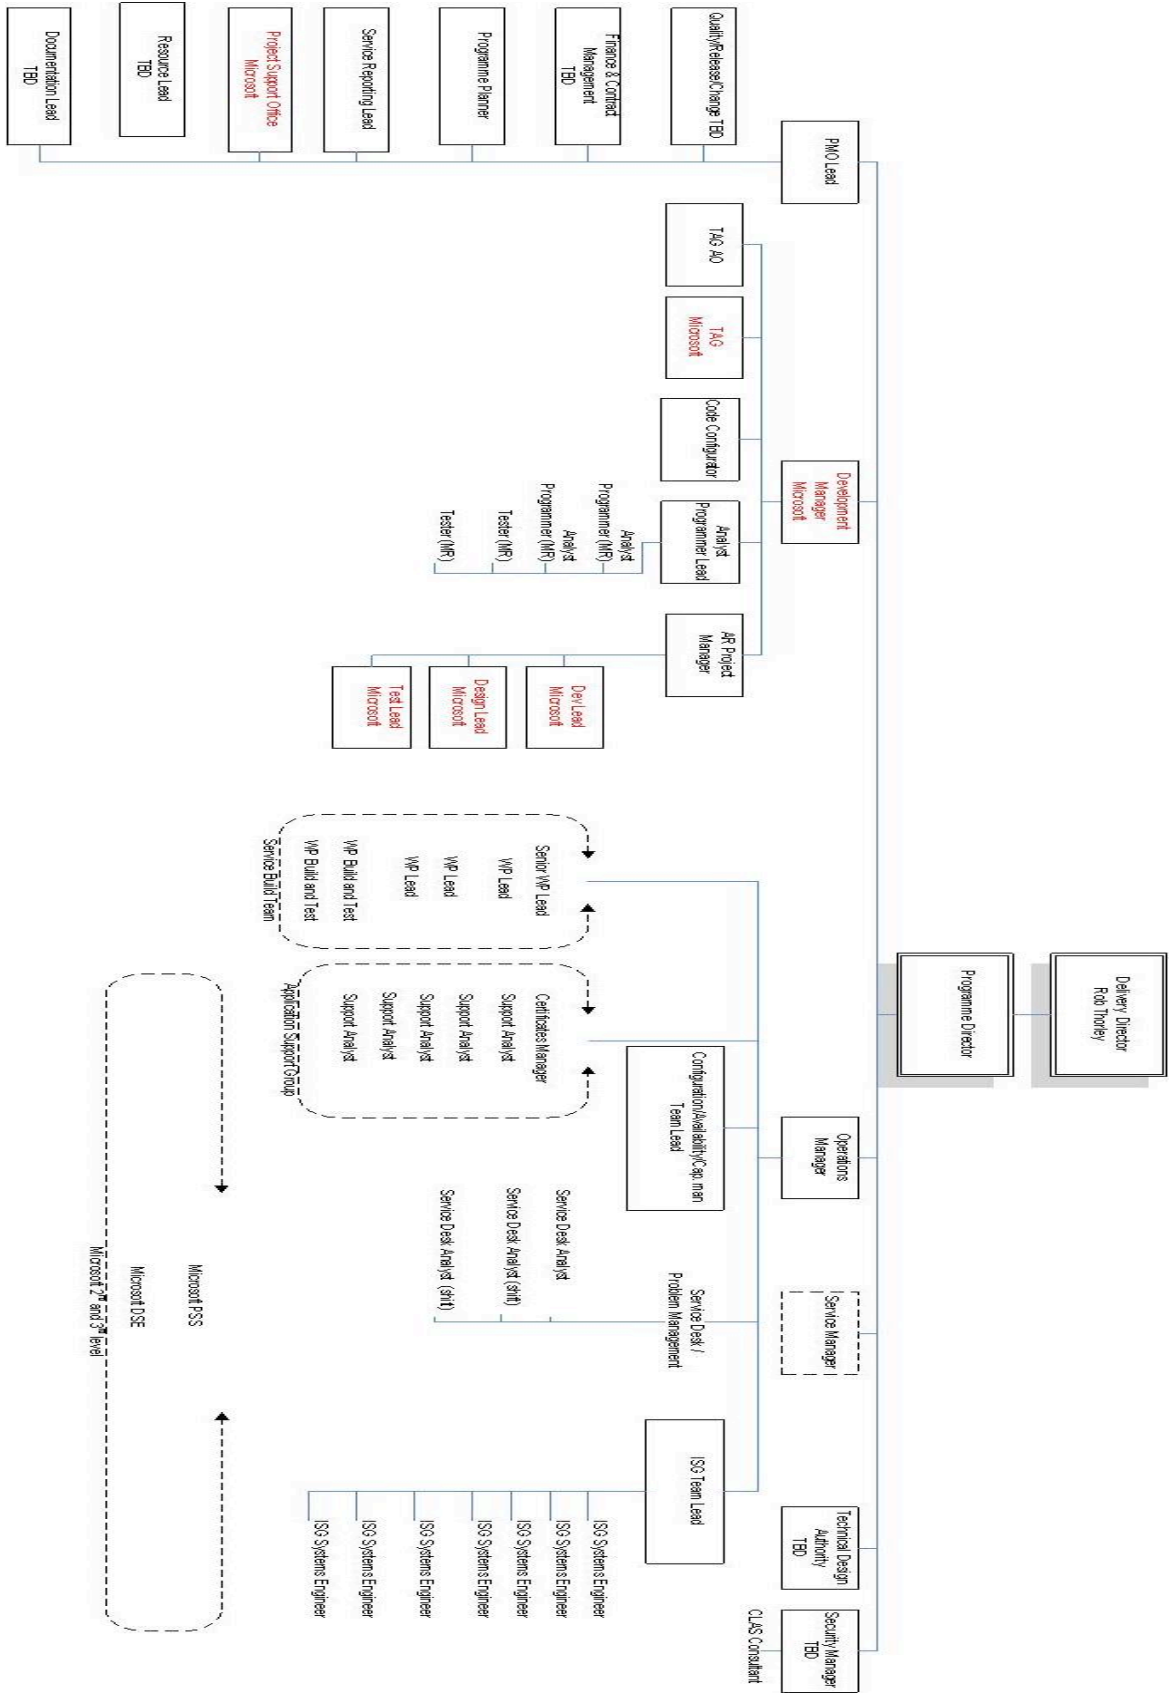 Delivery Director
Rob Thorley
Programme Director
PMO Lead
Development
Manager
Microsoft
Operations
Manager
Service Manager
Technical Design
Authority
TBD
Security Manager
TBD
CLAS Consultant
Quality/Release/Change TBD
Finance & Contract
Management
TBD
Programme Planner
Service Reporting Lead
Project Support Office
Microsoft
Resource Lead
TBD
Documentation Lead
TBD
TAG AO
TAG
Microsoft
Code Configurator
Analyst
Programmer Lead
Analyst
Programmer (MR)
Analyst
Programmer (MR)
Tester (MR)
Tester (MR)
AR Project
Manager
Dev Lead
Microsoft
Design Lead
Microsoft
Test Lead
Microsoft
Senior WP Lead
WP Lead
WP Lead
WP Lead
WP Build and Test
WP Build and Test
Service Build Team
Certificates Manager
Support Analyst
Support Analyst
Support Analyst
Support Analyst
Support Analyst
Application Support Group
Configuration/Availability/Cap. man
Team Lead
Service Desk /
Problem Management
Service Desk Analyst
Service Desk Analyst (shift)
Service Desk Analyst (shift)
ISG Team Lead
ISG Systems Engineer
ISG Systems Engineer
ISG Systems Engineer
ISG Systems Engineer
ISG Systems Engineer
ISG Systems Engineer
ISG Systems Engineer
Microsoft PSS
Microsoft DSE
Microsoft 2nd and 3rd level